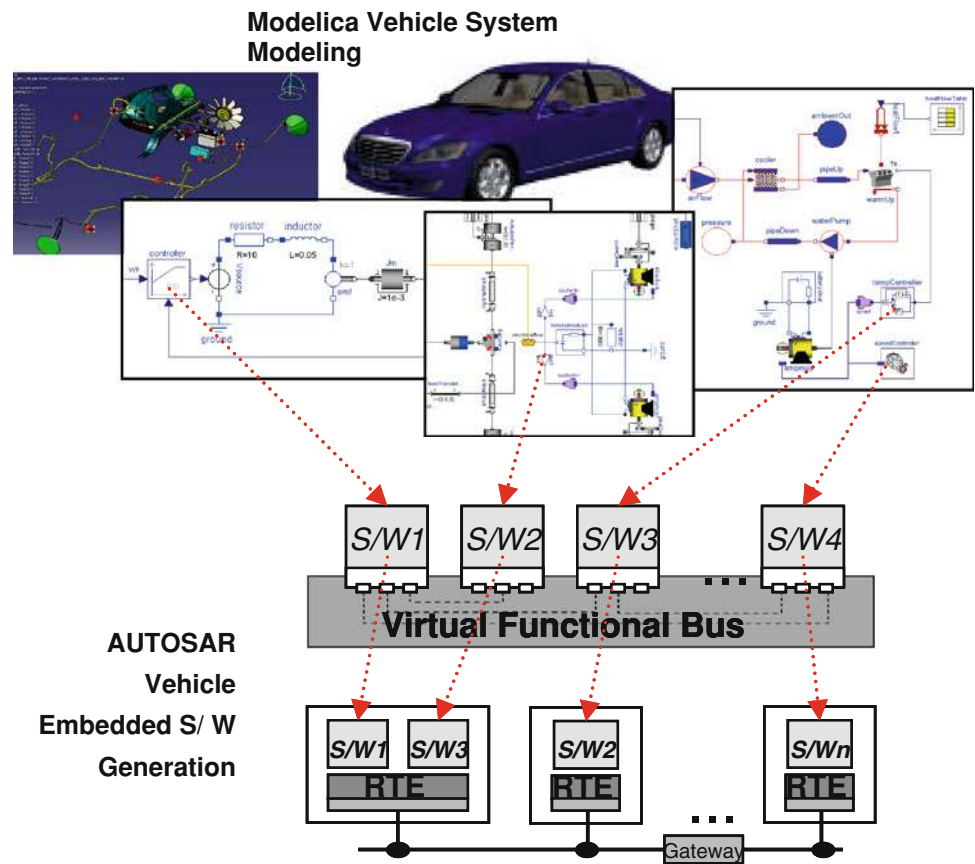 Modelica Vehicle System
Modeling
ambientOut
cooler
pipeUp
warmUp
airFlow
pressure
waterPump
pipeDown
tempController
ground
speedController
resistor
inductor
controller
R=10
L=0.05
Jm
J=1e-3
emf
ground
S/W1
S/W2
S/W3
S/W4
Virtual Functional Bus
AUTOSAR
Vehicle
Embedded S/ W
Generation
S/W1
S/W3
S/W2
S/Wn
RTE
RTE
RTE
Gateway